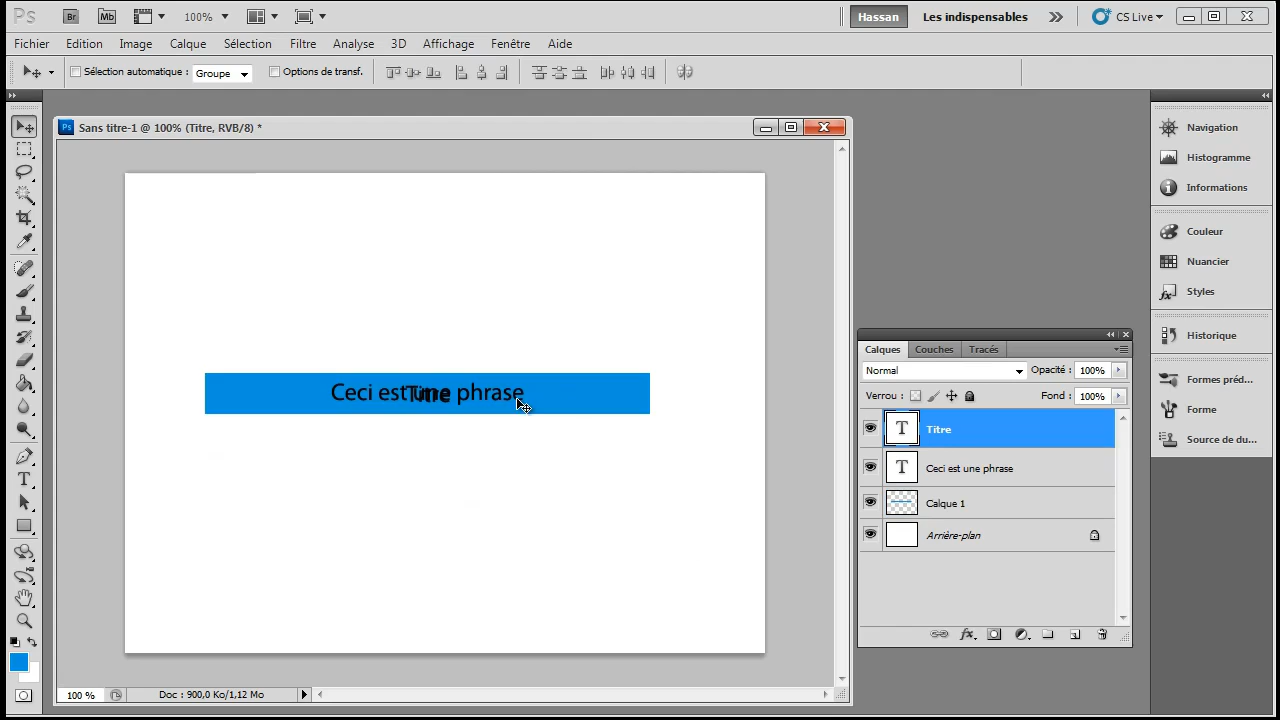 Ps Br Mb 100% Hassan Les indispensables CS Live
Fichier Edition Image Calque Sélection Filtre Analyse 3D Affichage Fenêtre Aide
Sélection automatique : Groupe Options de transf.
Ps Sans titre-1 @ 100% (Titre, RVB/8) *
Navigation
Histogramme
Informations
Couleur
Nuancier
Styles
Historique
Formes préd...
Forme
Source de du...
Ceci est une phrase
Titre
Calques Couches Tracés
Normal Opacité : 100%
Verrou : Fond : 100%
T Titre
T Ceci est une phrase
Calque 1
Arrière-plan
fx
100 % Doc : 900,0 Ko/1,12 Mo